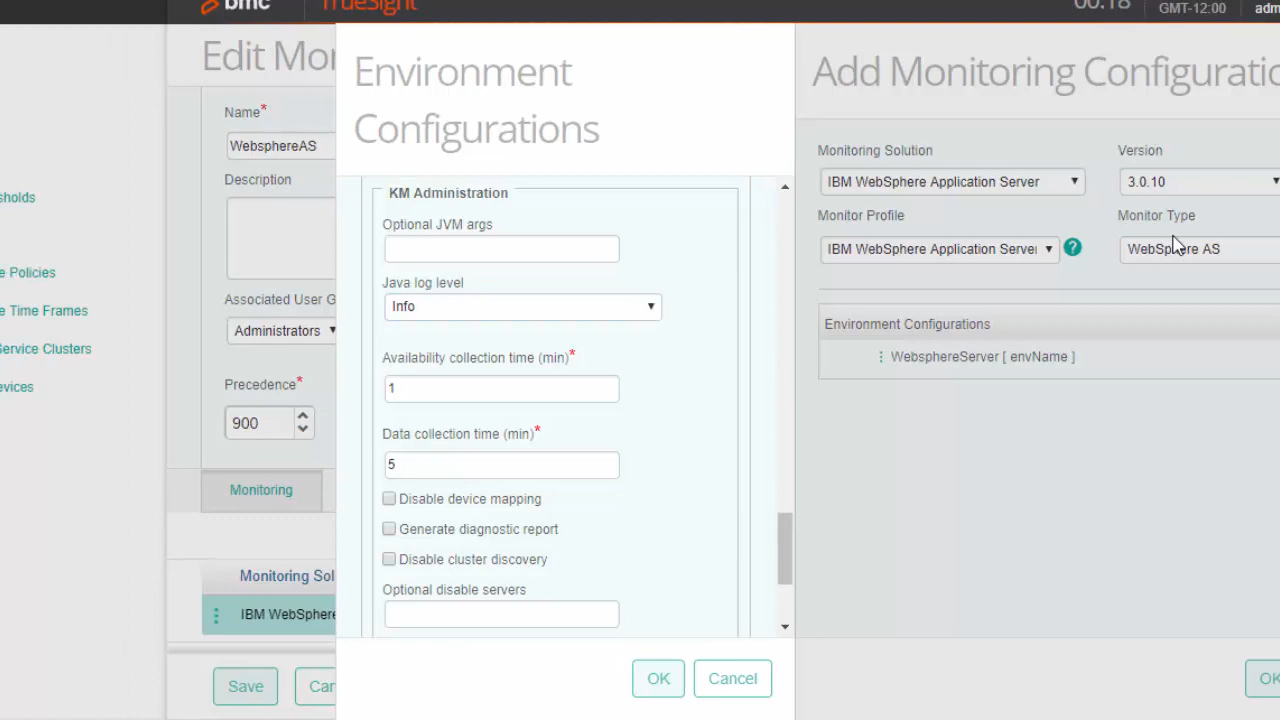 bmc
TrueSight
00:18
GMT-12:00
adm
sholds
e Policies
e Time Frames
Service Clusters
evices
Edit Mon
Name*
WebsphereAS
Description
Associated User G
Administrators
Precedence*
900
Monitoring
Monitoring Sol
IBM WebSphere
Save
Can
Environment
Configurations
KM Administration
Optional JVM args
Java log level
Info
Availability collection time (min)*
1
Data collection time (min)*
5
Disable device mapping
Generate diagnostic report
Disable cluster discovery
Optional disable servers
OK
Cancel
Add Monitoring Configuratio
Monitoring Solution
Version
IBM WebSphere Application Server
3.0.10
Monitor Profile
Monitor Type
IBM WebSphere Application Server
?
WebSphere AS
Environment Configurations
WebsphereServer [ envName ]
OK